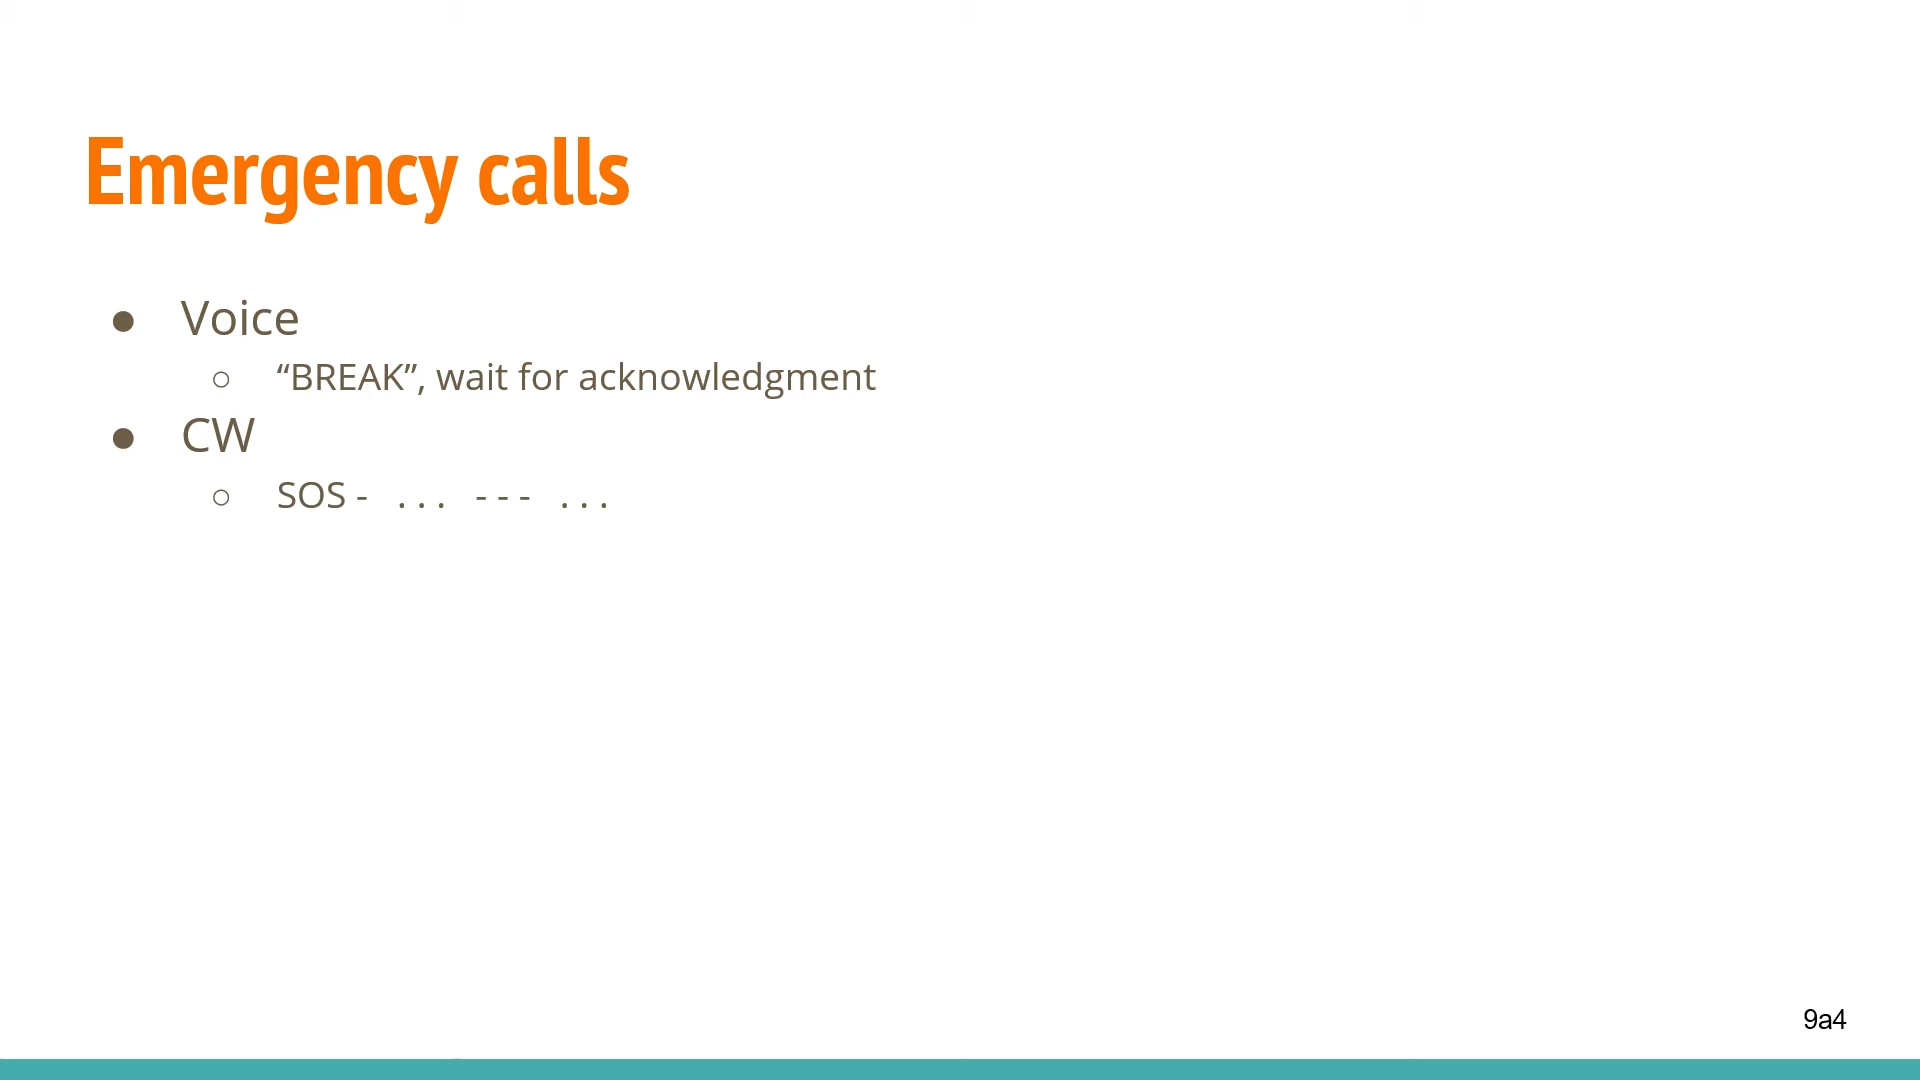 Emergency calls
● Voice
○ “BREAK”, wait for acknowledgment
● CW
○ SOS - . . . - - - . . .
9a4